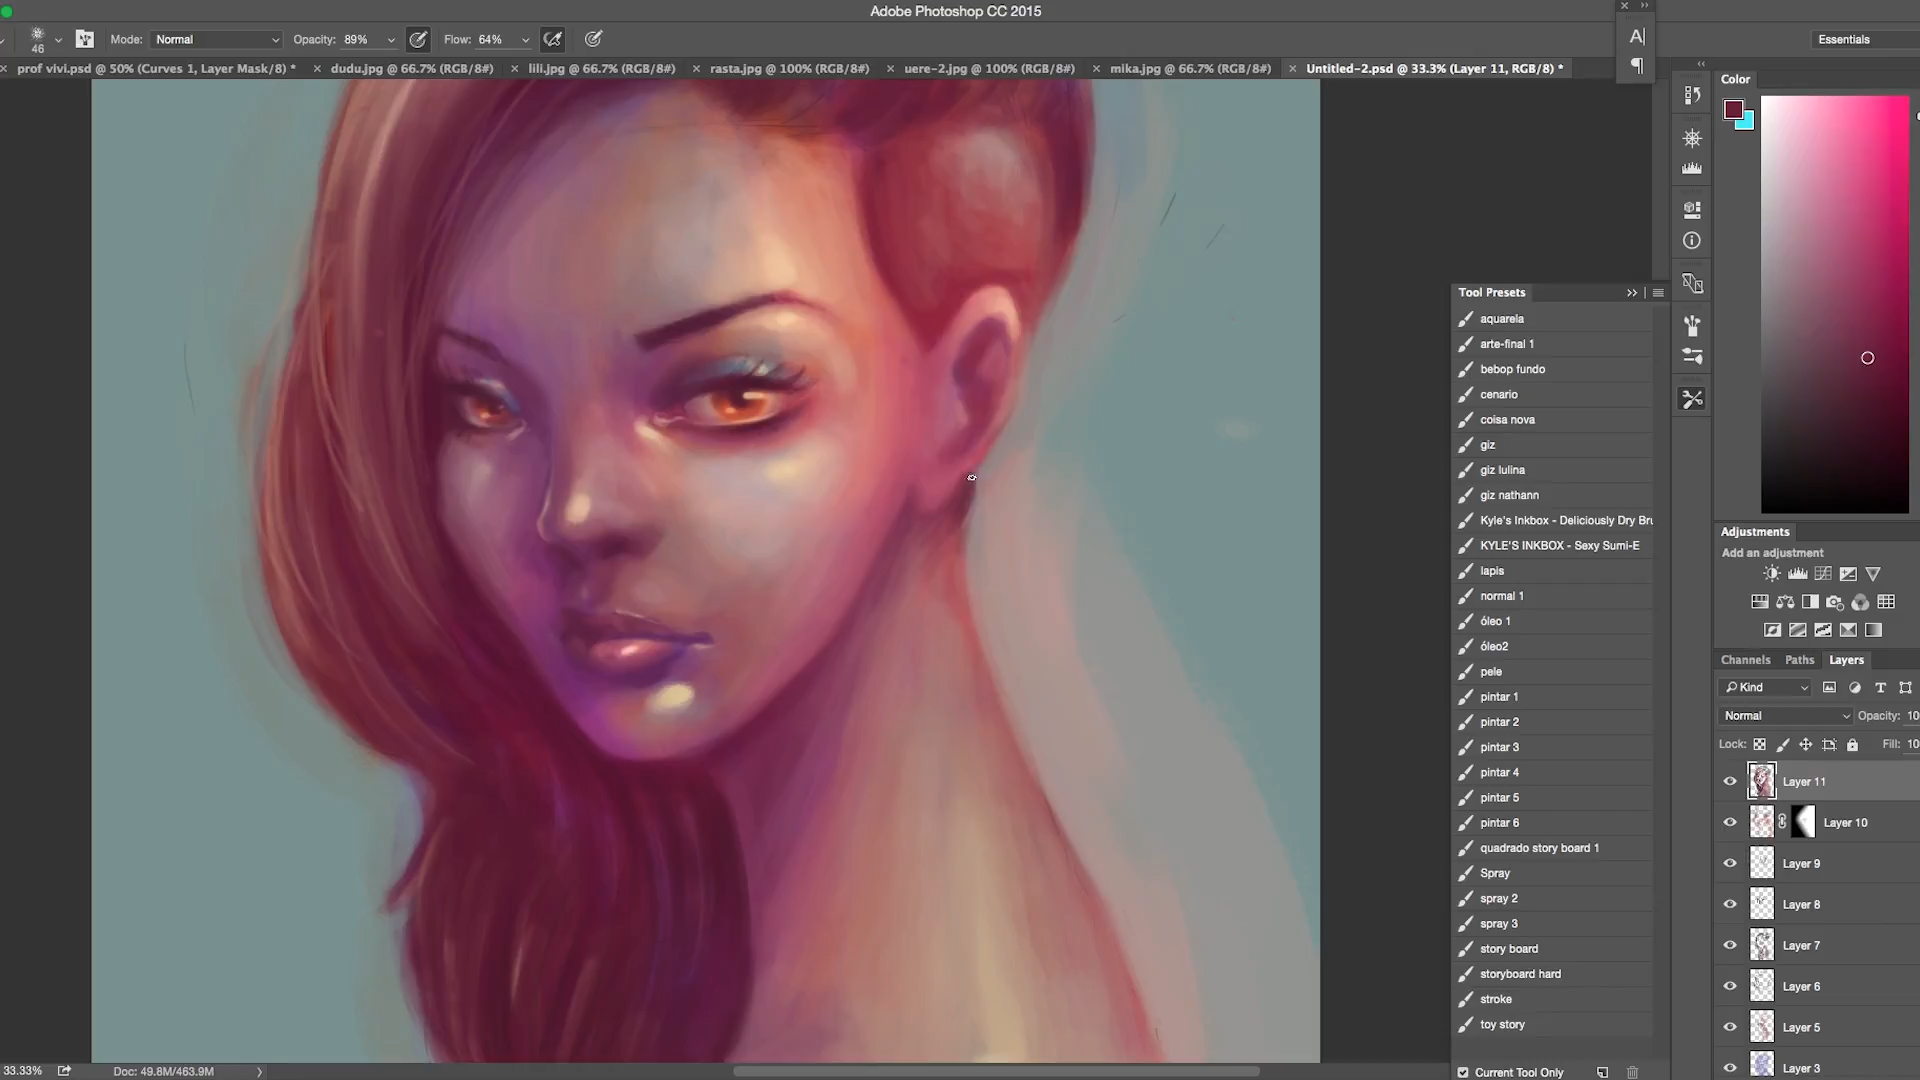 Adobe Photoshop CC 2015
46 Mode: Normal Opacity: 89% Flow: 64%
Essentials
prof vivi.psd @ 50% (Curves 1, Layer Mask/8) *
dudu.jpg @ 66.7% (RGB/8#)
lili.jpg @ 66.7% (RGB/8#)
rasta.jpg @ 100% (RGB/8#)
uere-2.jpg @ 100% (RGB/8#)
mika.jpg @ 66.7% (RGB/8#)
Untitled-2.psd @ 33.3% (Layer 11, RGB/8) *
Color
Tool Presets
aquarela
arte-final 1
bebop fundo
cenario
coisa nova
giz
giz lulina
giz nathann
Kyle's Inkbox - Deliciously Dry Bru
KYLE'S INKBOX - Sexy Sumi-E
lapis
normal 1
óleo 1
óleo2
pele
pintar 1
pintar 2
pintar 3
pintar 4
pintar 5
pintar 6
quadrado story board 1
Spray
spray 2
spray 3
story board
storyboard hard
stroke
toy story
Current Tool Only
Adjustments
Add an adjustment
Channels Paths Layers
Kind
Normal Opacity: 10
Lock: Fill: 10
Layer 11
Layer 10
Layer 9
Layer 8
Layer 7
Layer 6
Layer 5
Layer 3
33.33% Doc: 49.8M/463.9M